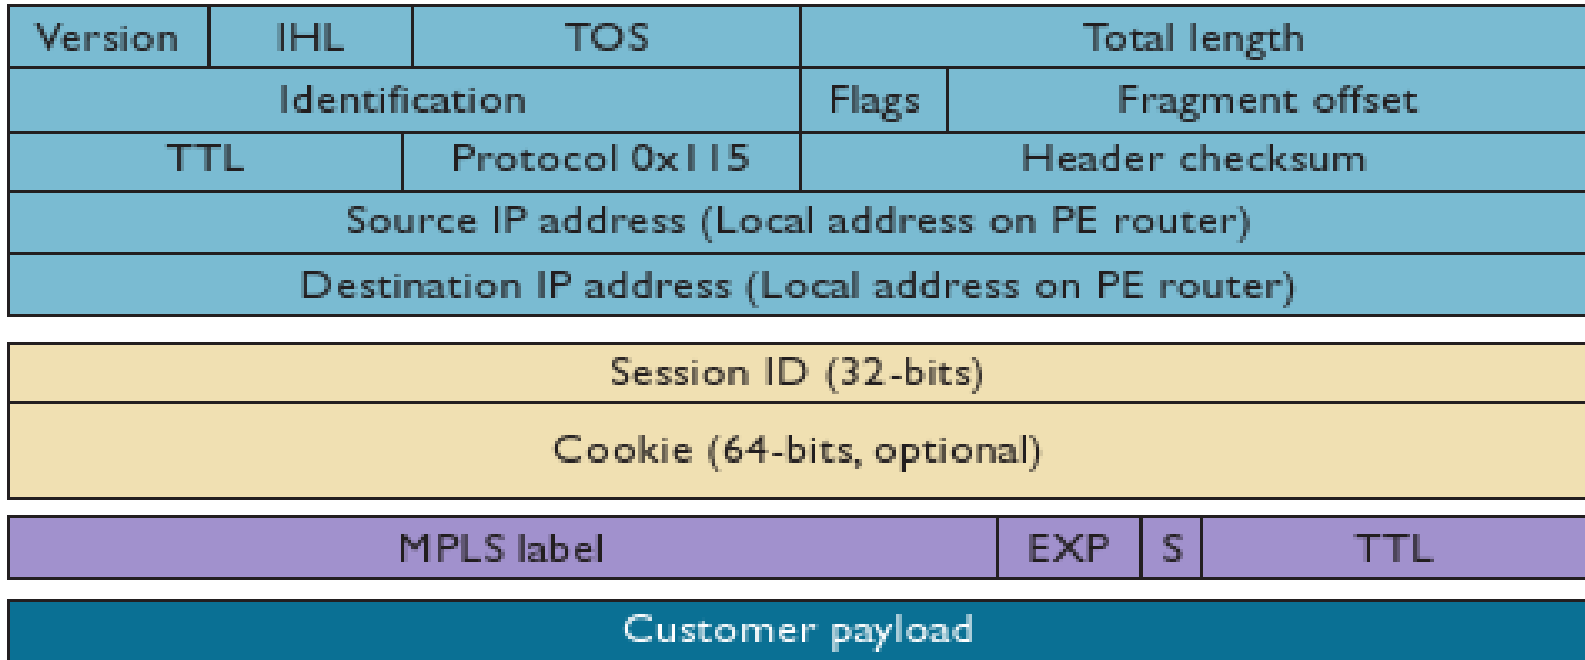 Version IHL TOS Total length
Identification Flags Fragment offset
TTL Protocol 0x115 Header checksum
Source IP address (Local address on PE router)
Destination IP address (Local address on PE router)
Session ID (32-bits)
Cookie (64-bits, optional)
MPLS label EXP S TTL
Customer payload